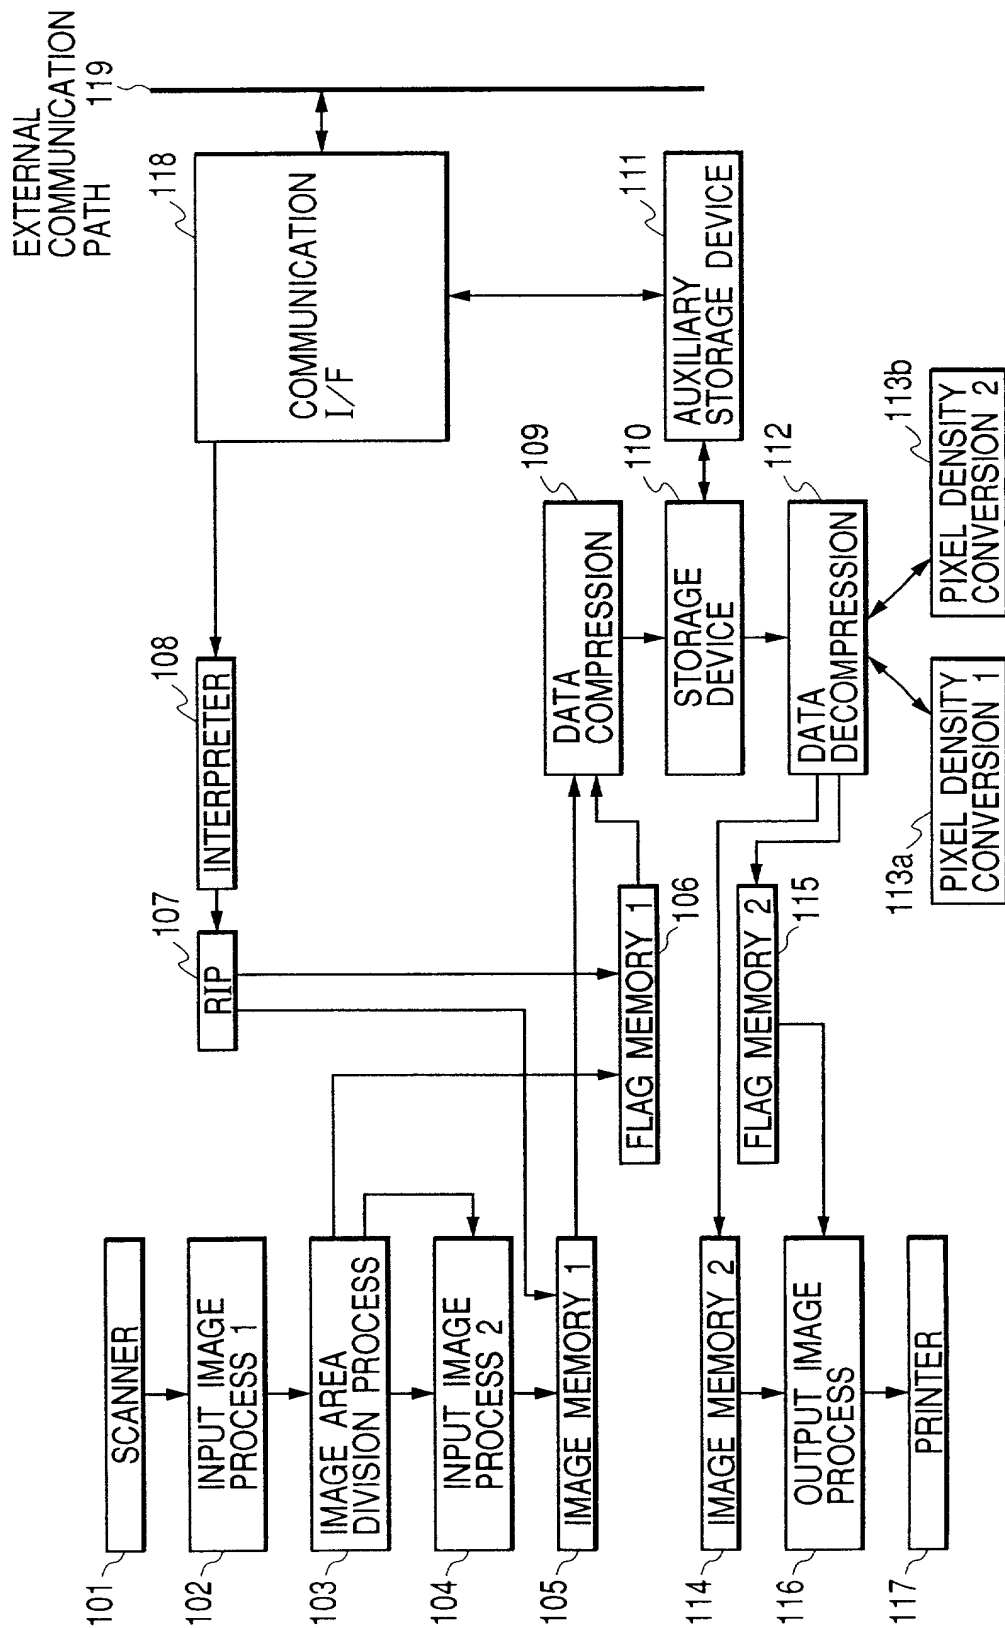 EXTERNAL
COMMUNICATION
PATH 119
118
COMMUNICATION
I/F
101
SCANNER
102
INPUT IMAGE
PROCESS 1
103
IMAGE AREA
DIVISION PROCESS
104
INPUT IMAGE
PROCESS 2
105
IMAGE MEMORY 1
107
RIP
108
INTERPRETER
FLAG MEMORY 1
106
109
DATA
COMPRESSION
110
STORAGE
DEVICE
111
AUXILIARY
STORAGE DEVICE
112
DATA
DECOMPRESSION
113a
PIXEL DENSITY
CONVERSION 1
113b
PIXEL DENSITY
CONVERSION 2
114
IMAGE MEMORY 2
FLAG MEMORY 2
115
116
OUTPUT IMAGE
PROCESS
117
PRINTER